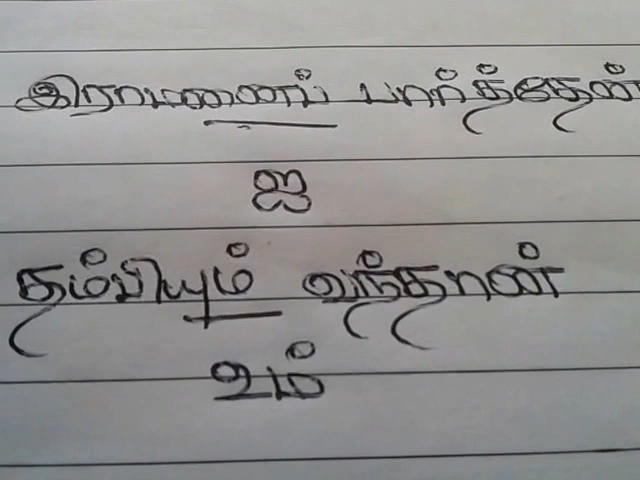 இராமனைப் பார்த்தேன்
ஐ
தம்பியும் வந்தான்
உம்